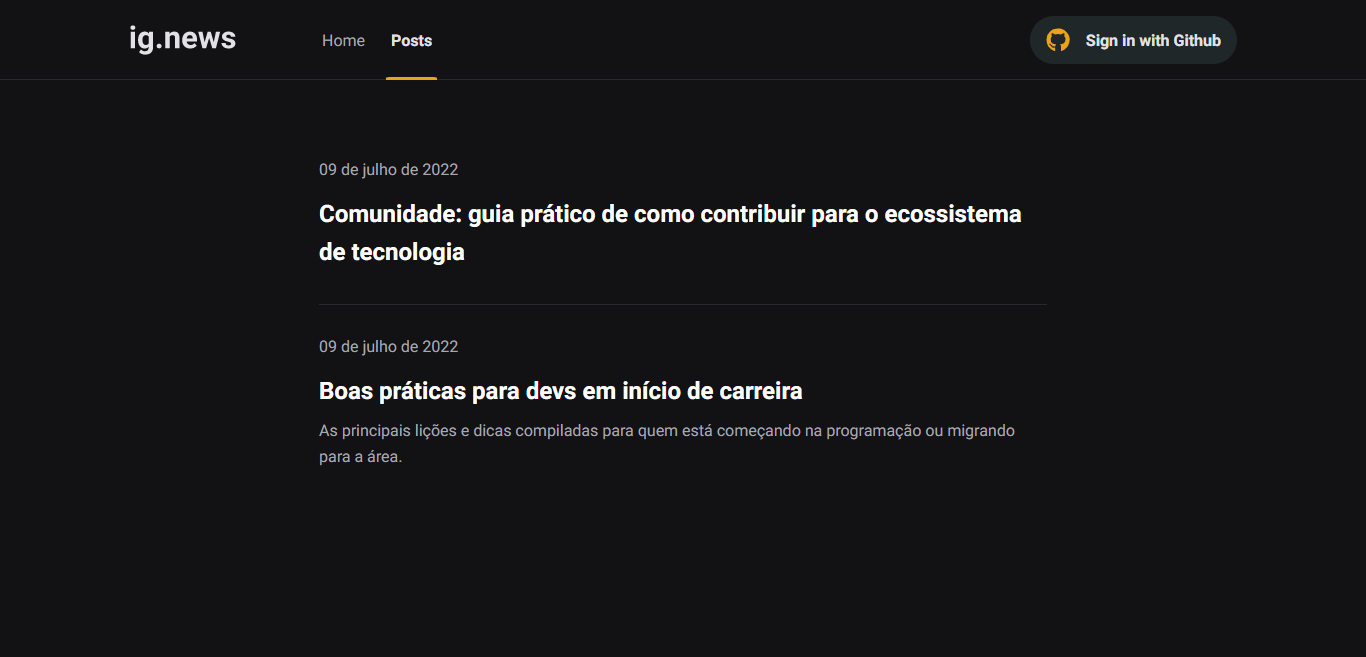 ig.news
Home
Posts
Sign in with Github
09 de julho de 2022
Comunidade: guia prático de como contribuir para o ecossistema
de tecnologia
09 de julho de 2022
Boas práticas para devs em início de carreira
As principais lições e dicas compiladas para quem está começando na programação ou migrando
para a área.